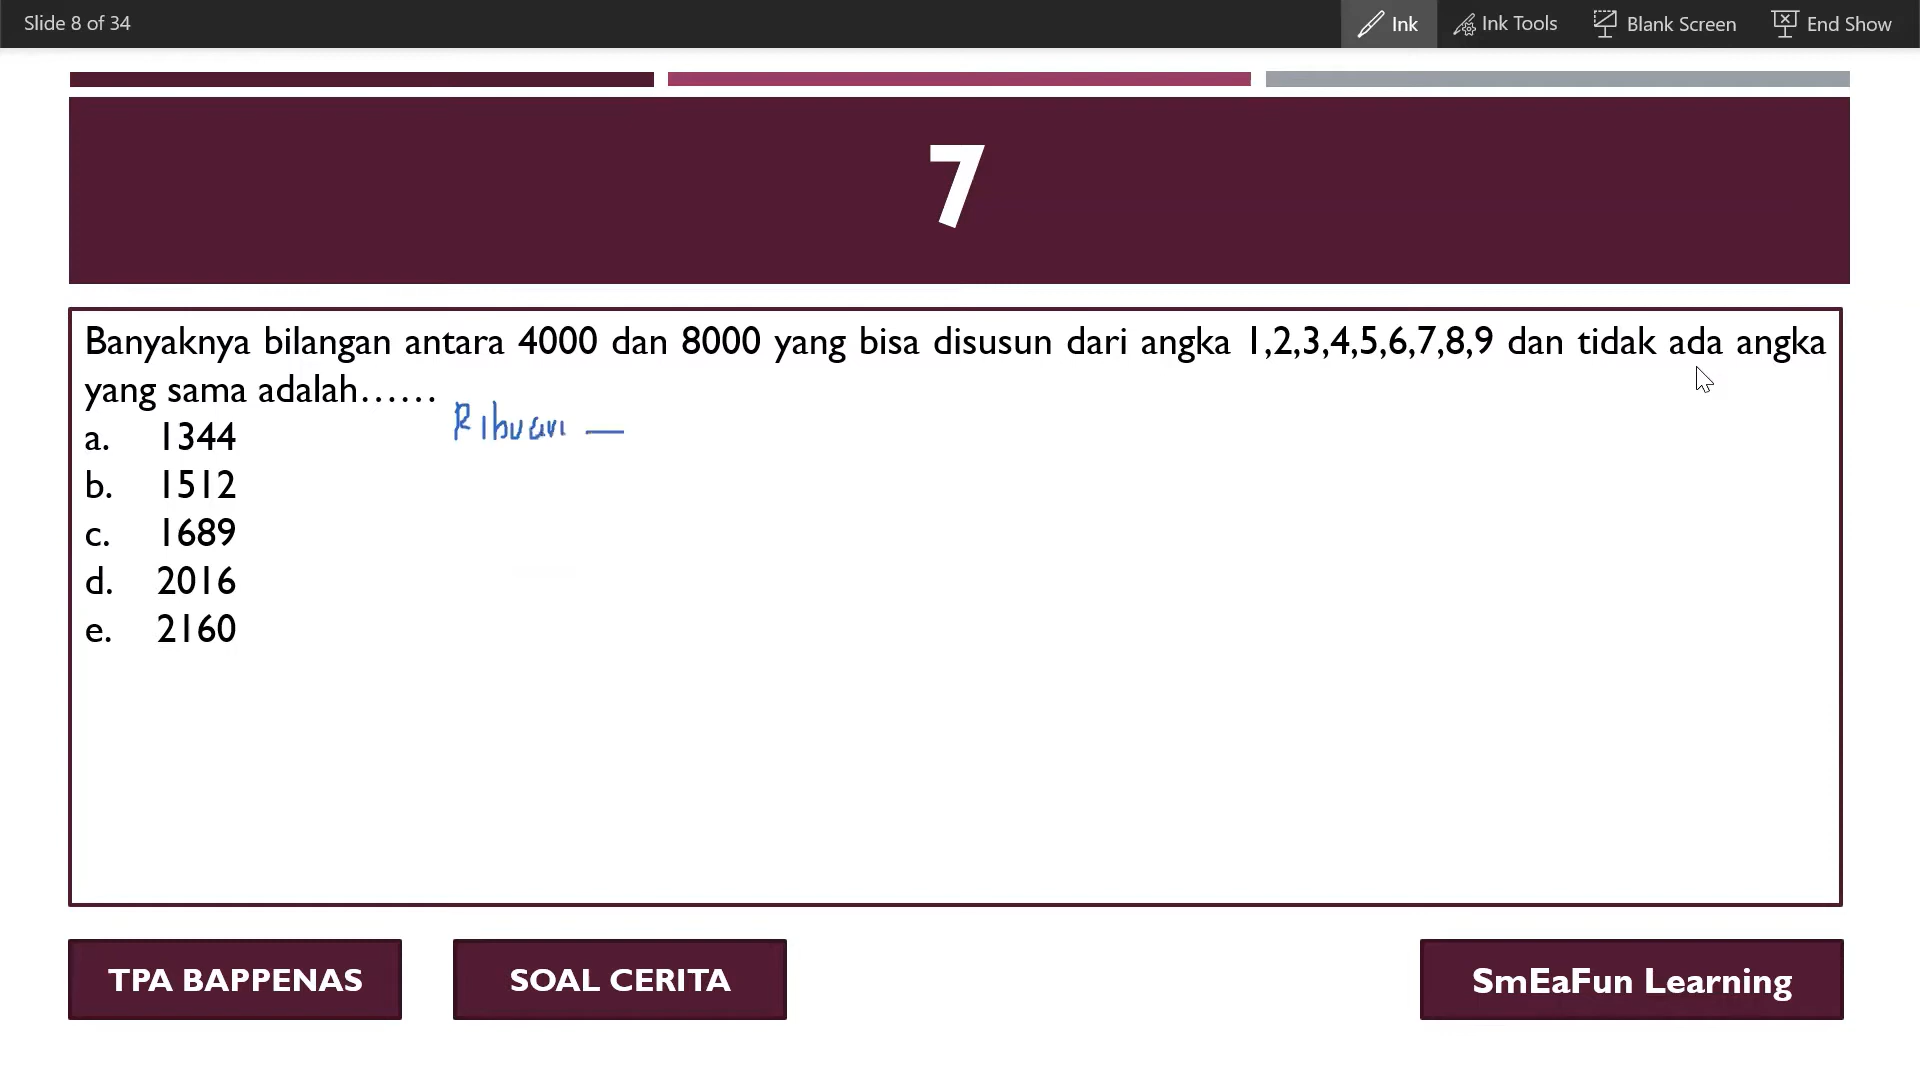 Slide 8 of 34
Ink
Ink Tools
Blank Screen
End Show
7
Banyaknya bilangan antara 4000 dan 8000 yang bisa disusun dari angka 1,2,3,4,5,6,7,8,9 dan tidak ada angka
yang sama adalah......
Ribuan —
a. 1344
b. 1512
c. 1689
d. 2016
e. 2160
TPA BAPPENAS
SOAL CERITA
SmEaFun Learning